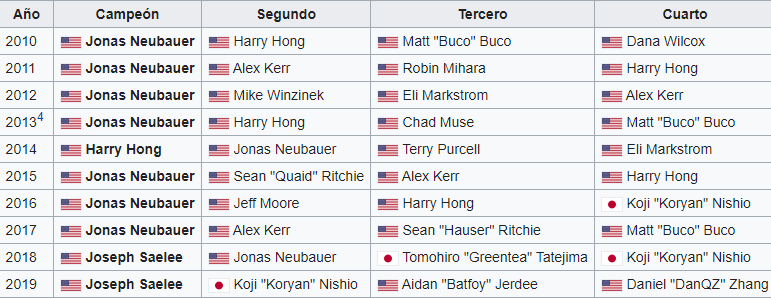 Año Campeón Segundo Tercero Cuarto
2010 Jonas Neubauer Harry Hong Matt "Buco" Buco Dana Wilcox
2011 Jonas Neubauer Alex Kerr Robin Mihara Harry Hong
2012 Jonas Neubauer Mike Winzinek Eli Markstrom Alex Kerr
2013⁴ Jonas Neubauer Harry Hong Chad Muse Matt "Buco" Buco
2014 Harry Hong Jonas Neubauer Terry Purcell Eli Markstrom
2015 Jonas Neubauer Sean "Quaid" Ritchie Alex Kerr Harry Hong
2016 Jonas Neubauer Jeff Moore Harry Hong Koji "Koryan" Nishio
2017 Jonas Neubauer Alex Kerr Sean "Hauser" Ritchie Matt "Buco" Buco
2018 Joseph Saelee Jonas Neubauer Tomohiro "Greentea" Tatejima Koji "Koryan" Nishio
2019 Joseph Saelee Koji "Koryan" Nishio Aidan "Batfoy" Jerdee Daniel "DanQZ" Zhang